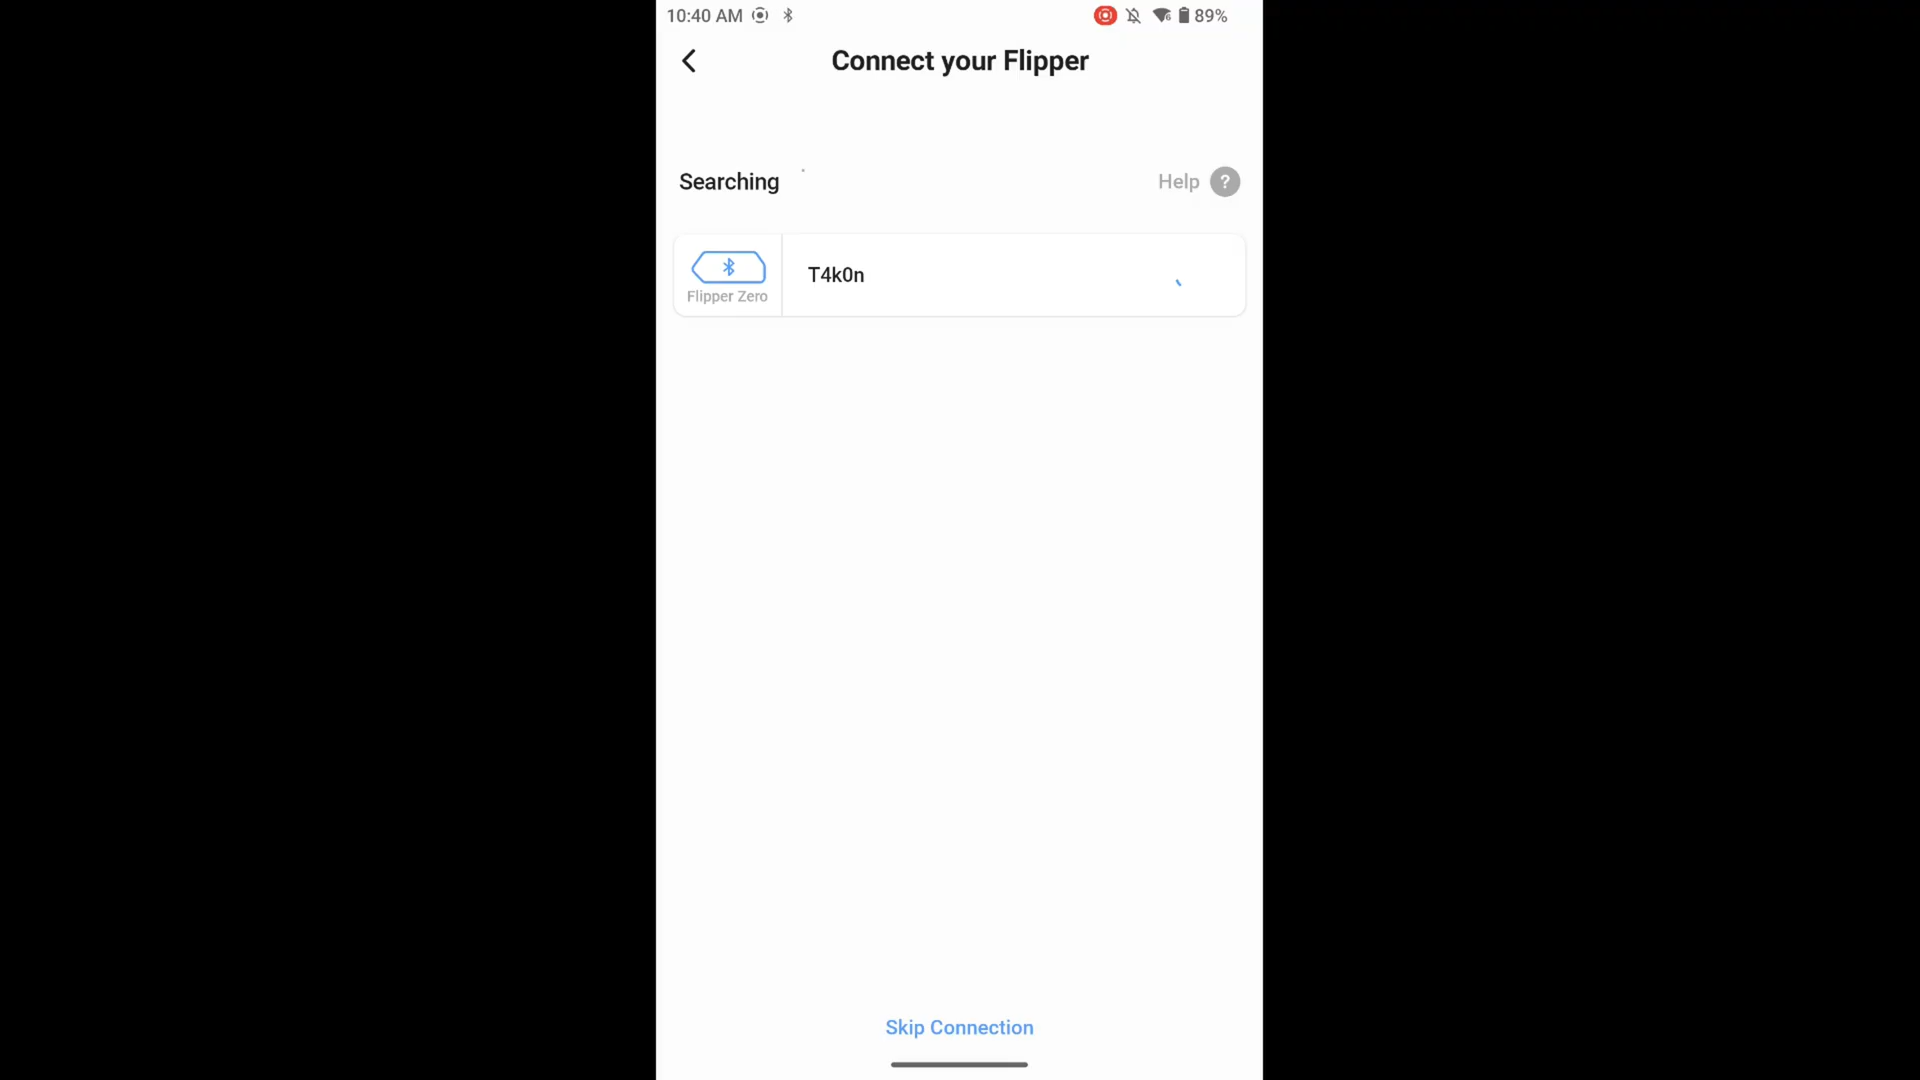 10:40 AM 89%
Connect your Flipper
Searching
Help ?
T4k0n
Flipper Zero
Skip Connection